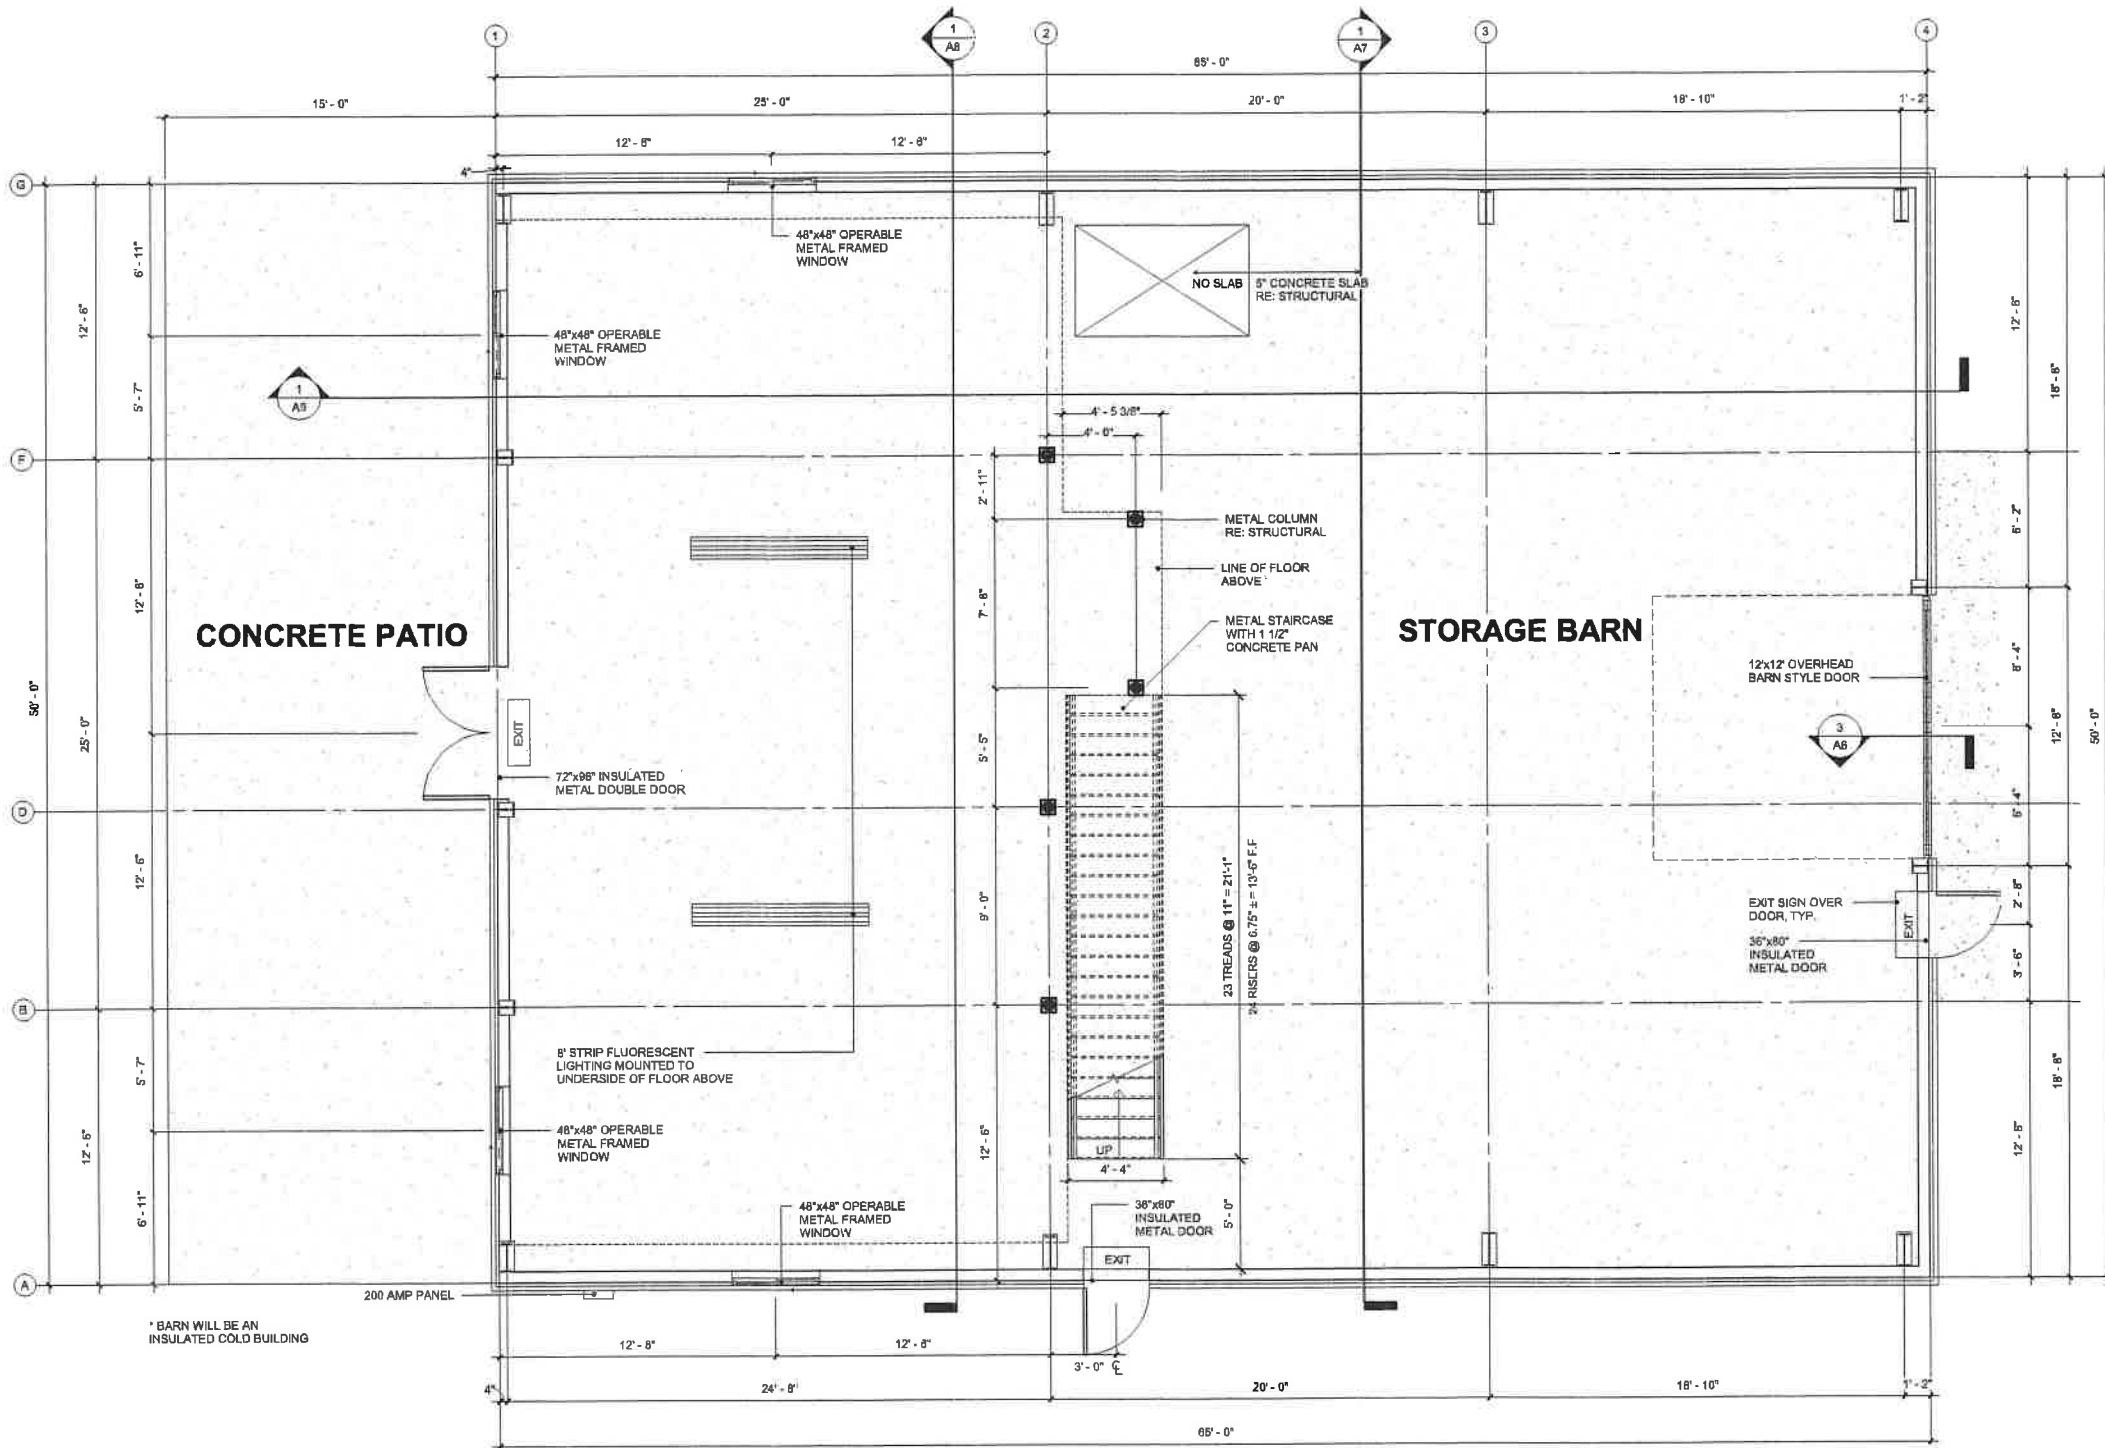 1
1
A8
2
1
A7
3
4
65' - 0"
15' - 0"
25' - 0"
20' - 0"
18' - 10"
1' - 2"
12' - 6"
12' - 6"
4"
G
48"x48" OPERABLE
METAL FRAMED
WINDOW
6' - 11"
12' - 6"
NO SLAB
5" CONCRETE SLAB
RE: STRUCTURAL
12' - 6"
48"x48" OPERABLE
METAL FRAMED
WINDOW
18' - 8"
5' - 7"
1
A9
4' - 5 3/8"
4' - 0"
F
2' - 11"
METAL COLUMN
RE: STRUCTURAL
6' - 2"
LINE OF FLOOR
ABOVE
12' - 6"
7' - 8"
METAL STAIRCASE
WITH 1 1/2"
CONCRETE PAN
CONCRETE PATIO
STORAGE BARN
12'x12' OVERHEAD
BARN STYLE DOOR
6' - 4"
50' - 0"
25' - 0"
EXIT
5' - 5"
3
A6
12' - 8"
50' - 0"
72"x96" INSULATED
METAL DOUBLE DOOR
D
6' - 4"
12' - 6"
9' - 0"
23 TREADS @ 11" = 21'-1"
24 RISERS @ 6.75" ± = 13'-6" F.F
EXIT SIGN OVER
DOOR, TYP.
EXIT
2' - 8"
36"x80"
INSULATED
METAL DOOR
3' - 6"
B
8' STRIP FLUORESCENT
LIGHTING MOUNTED TO
UNDERSIDE OF FLOOR ABOVE
5' - 7"
18' - 8"
48"x48" OPERABLE
METAL FRAMED
WINDOW
12' - 6"
12' - 6"
UP
4' - 4"
12' - 6"
6' - 11"
48"x48" OPERABLE
METAL FRAMED
WINDOW
36"x80"
INSULATED
METAL DOOR
5' - 0"
EXIT
A
200 AMP PANEL
* BARN WILL BE AN
INSULATED COLD BUILDING
12' - 6"
12' - 6"
3' - 0"
4"
24' - 8"
20' - 0"
18' - 10"
1' - 2"
65' - 0"